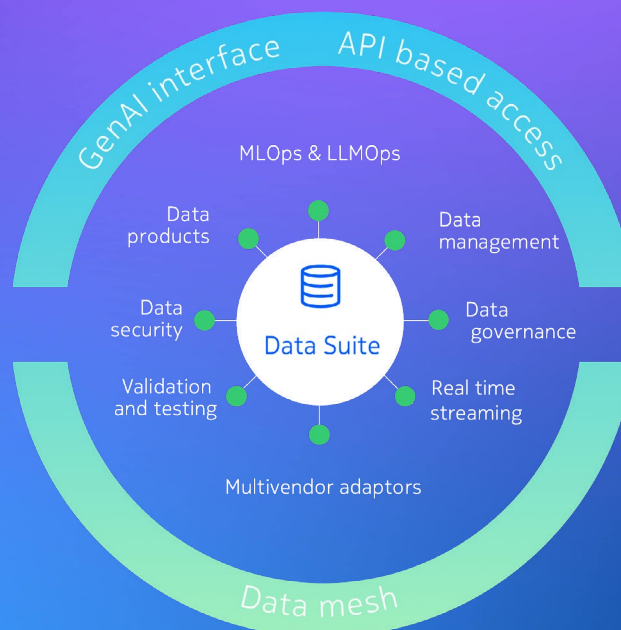 GenAI interface
API based access
MLOps & LLMOps
Data
products
Data
management
Data
security
Data Suite
Data
governance
Validation
and testing
Real time
streaming
Multivendor adaptors
Data mesh